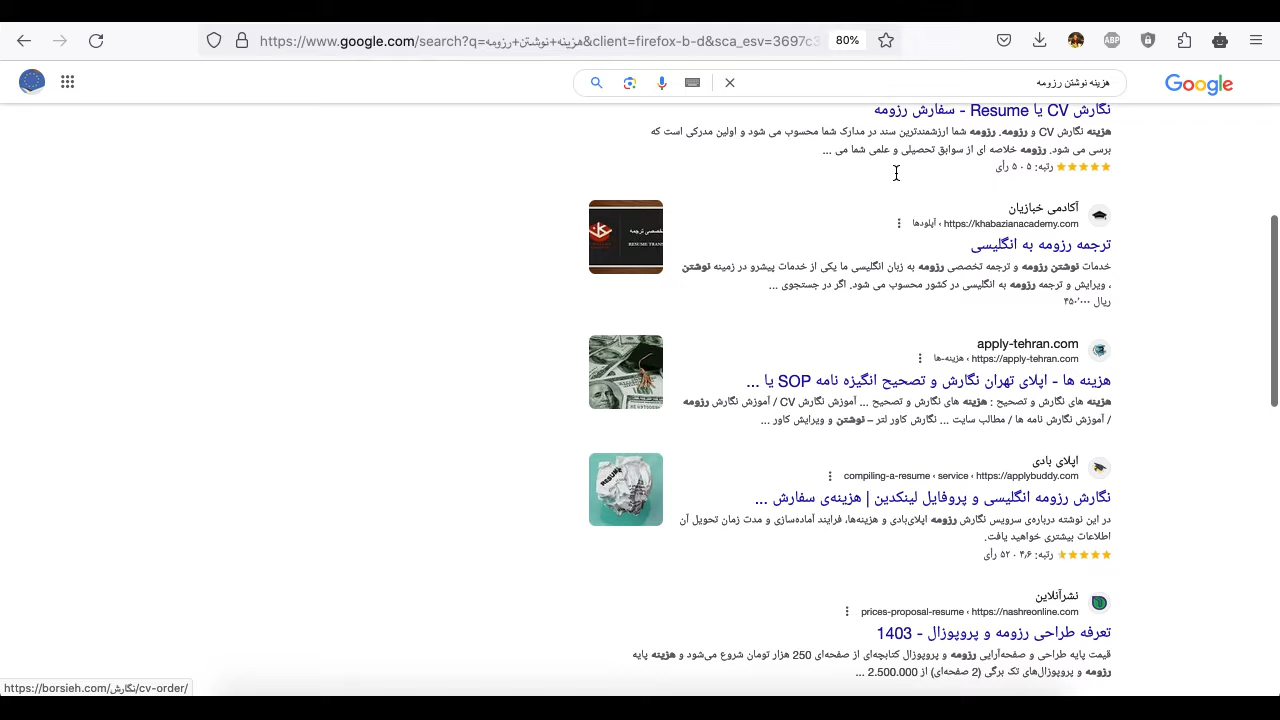 https://www.google.com/search?q=هزینه+نوشتن+رزومه&client=firefox-b-d&sca_esv=3697c3
80%
ABP
Google
هزینه نوشتن رزومه
نگارش CV یا Resume - سفارش رزومه
هزینه نگارش CV و رزومه. رزومه شما ارزشمندترین سند در مدارک شما محسوب می شود و اولین مدرکی است که
برسی می شود. رزومه خلاصه ای از سوابق تحصیلی و علمی شما می ...
رتبه: ۵ · ۵ رأی
آکادمی خبازیان
https://khabazianacademy.com › آپلودها
ترجمه رزومه به انگلیسی
خدمات نوشتن رزومه و ترجمه تخصصی رزومه به زبان انگلیسی ما یکی از خدمات پیشرو در زمینه نوشتن
، ویرایش و ترجمه رزومه به انگلیسی در کشور محسوب می شود. اگر در جستجوی ...
ریال ۴۵۰٬۰۰۰
تخصصی ترجمه
RESUME TRANS
apply-tehran.com
https://apply-tehran.com › هزینه-ها
هزینه ها - اپلای تهران نگارش و تصحیح انگیزه نامه SOP یا ...
هزینه های نگارش و تصحیح : هزینه های نگارش و تصحیح ... آموزش نگارش CV / آموزش نگارش رزومه
/ آموزش نگارش نامه ها / مطالب سایت ... نگارش کاور لتر – نوشتن و ویرایش کاور ...
اپلای بادی
https://applybuddy.com › service › compiling-a-resume
نگارش رزومه انگلیسی و پروفایل لینکدین | هزینه‌ی سفارش ...
در این نوشته درباره‌ی سرویس نگارش رزومه اپلای‌بادی و هزینه‌ها، فرایند آماده‌سازی و مدت زمان تحویل آن
اطلاعات بیشتری خواهید یافت.
رتبه: ۴٫۶ · ۵۲ رأی
RESUME
نشرآنلاین
https://nashreonline.com › prices-proposal-resume
تعرفه طراحی رزومه و پروپوزال - 1403
قیمت پایه طراحی و صفحه‌آرایی رزومه و پروپوزال کتابچه‌ای از صفحه‌ای 250 هزار تومان شروع می‌شود و هزینه پایه
رزومه و پروپوزال‌های تک برگی (2 صفحه‌ای) از 2.500.000 ...
https://borsieh.com/نگارش/cv-order/